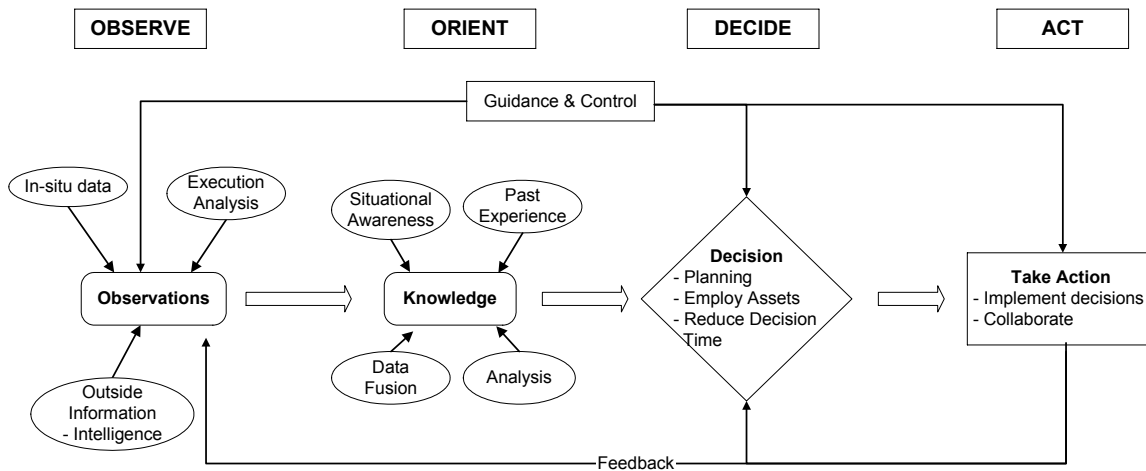 OBSERVE
ORIENT
DECIDE
ACT
Guidance & Control
In-situ data
Execution
Analysis
Situational
Awareness
Past
Experience
Observations
Knowledge
Decision
- Planning
- Employ Assets
- Reduce Decision
Time
Take Action
- Implement decisions
- Collaborate
Outside
Information
- Intelligence
Data
Fusion
Analysis
Feedback